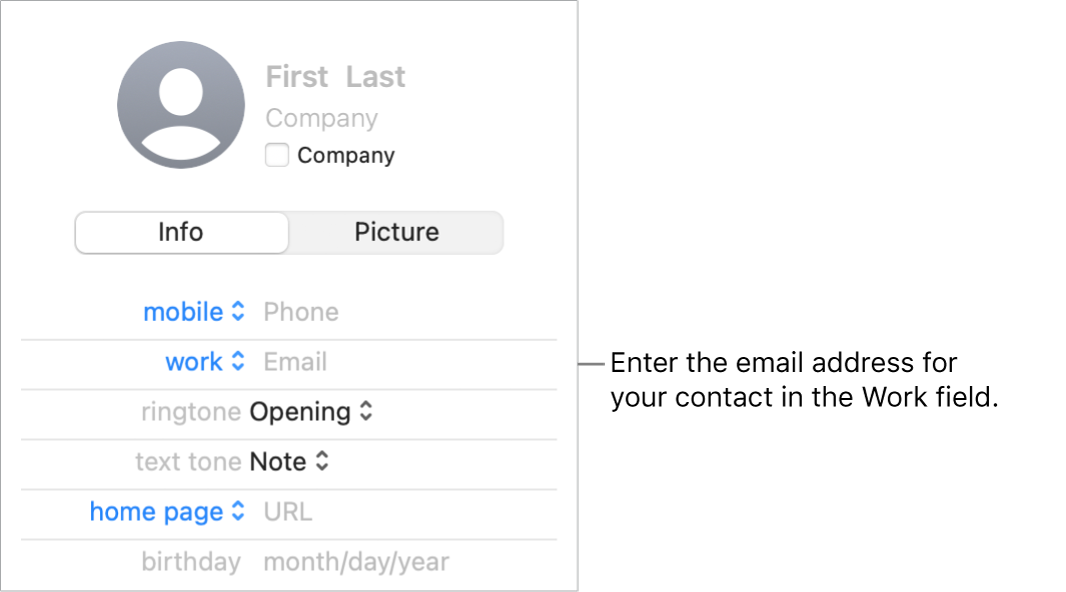 First Last
Company
Company
Info Picture
mobile Phone
work Email
Enter the email address for
your contact in the Work field.
ringtone Opening
text tone Note
home page URL
birthday month/day/year